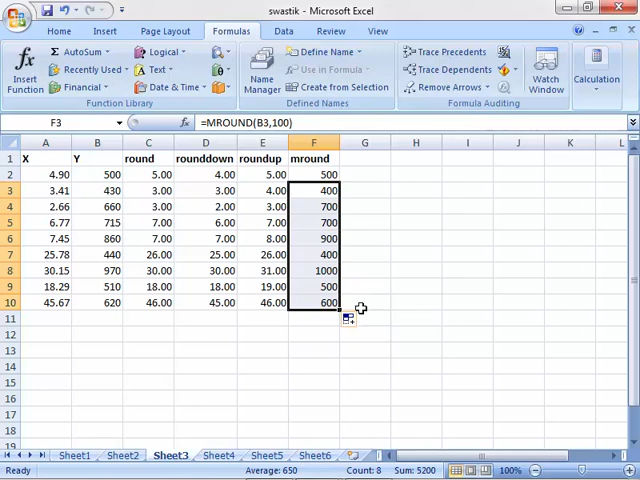 swastik - Microsoft Excel
Home Insert Page Layout Formulas Data Review View
Insert Function
Σ AutoSum
Recently Used
Financial
Logical
Text
Date & Time
Function Library
Name Manager
Define Name
Use in Formula
Create from Selection
Defined Names
Trace Precedents
Trace Dependents
Remove Arrows
Formula Auditing
Watch Window
Calculation
F3 fx =MROUND(B3,100)
A B C D E F G H I J K L
1 X Y round rounddown roundup mround
2 4.90 500 5.00 4.00 5.00 500
3 3.41 430 3.00 3.00 4.00 400
4 2.66 660 3.00 2.00 3.00 700
5 6.77 715 7.00 6.00 7.00 700
6 7.45 860 7.00 7.00 8.00 900
7 25.78 440 26.00 25.00 26.00 400
8 30.15 970 30.00 30.00 31.00 1000
9 18.29 510 18.00 18.00 19.00 500
10 45.67 620 46.00 45.00 46.00 600
11
12
13
14
15
16
17
18
19
Sheet1 Sheet2 Sheet3 Sheet4 Sheet5 Sheet6
Ready Average: 650 Count: 8 Sum: 5200 100%